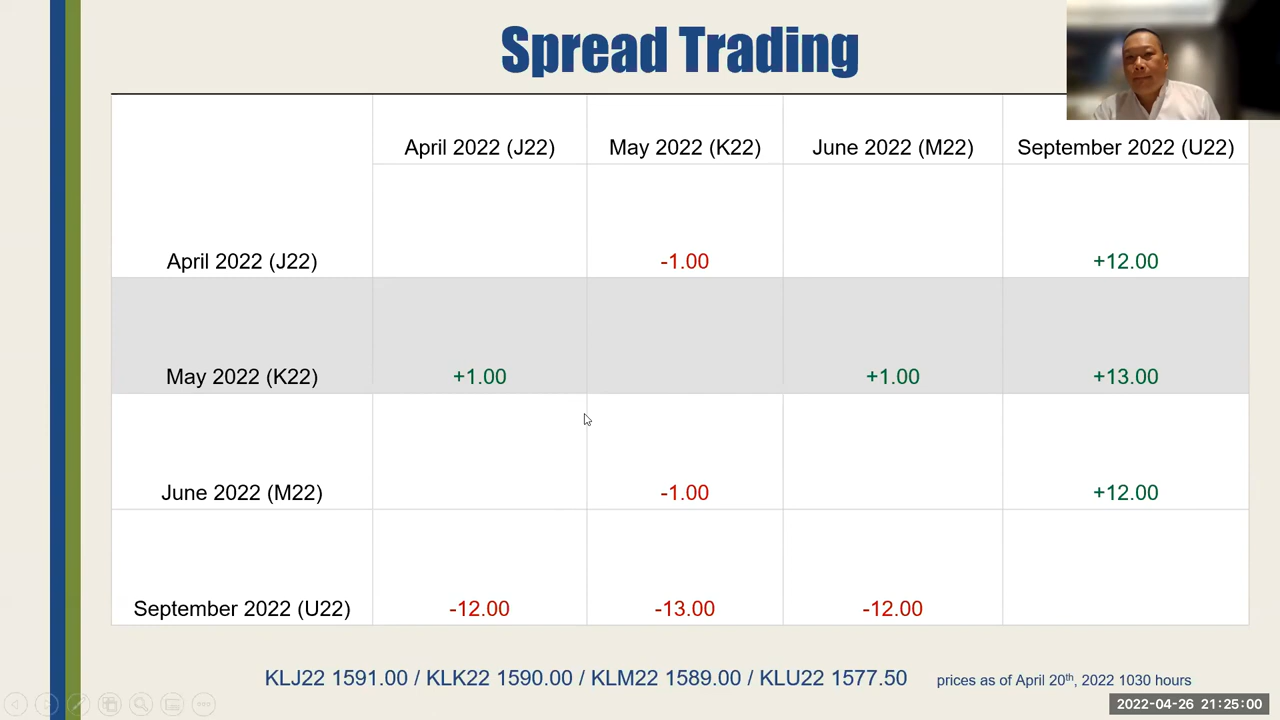 Spread Trading
April 2022 (J22) May 2022 (K22) June 2022 (M22) September 2022 (U22)
April 2022 (J22) -1.00 +12.00
May 2022 (K22) +1.00 +1.00 +13.00
June 2022 (M22) -1.00 +12.00
September 2022 (U22) -12.00 -13.00 -12.00
KLJ22 1591.00 / KLK22 1590.00 / KLM22 1589.00 / KLU22 1577.50 prices as of April 20th, 2022 1030 hours
2022-04-26 21:25:00